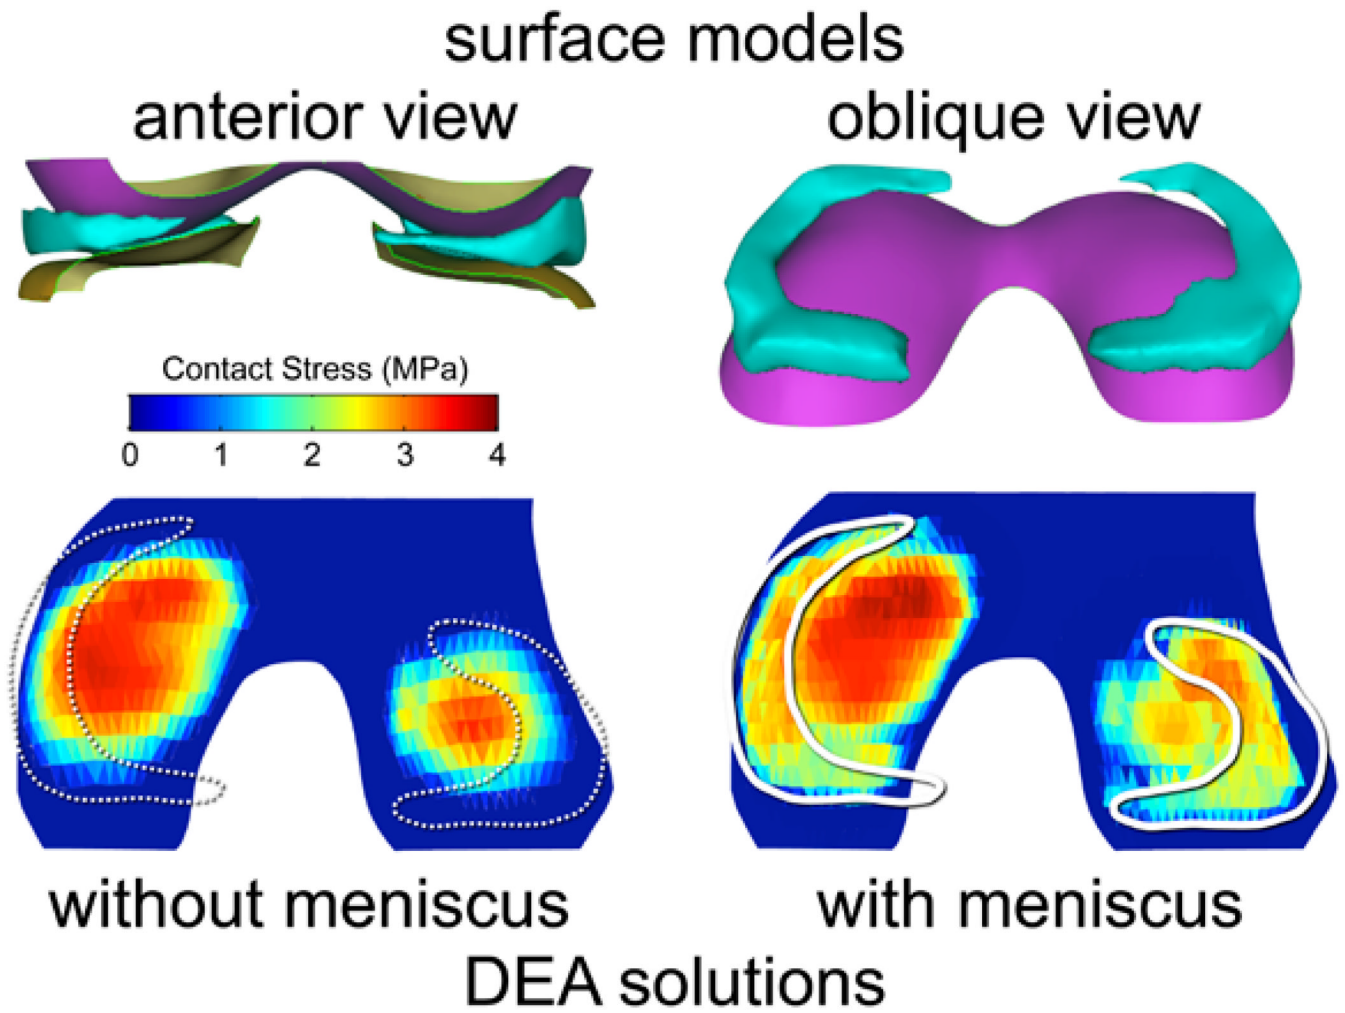 surface models
anterior view
oblique view
Contact Stress (MPa)
0 1 2 3 4
without meniscus
with meniscus
DEA solutions